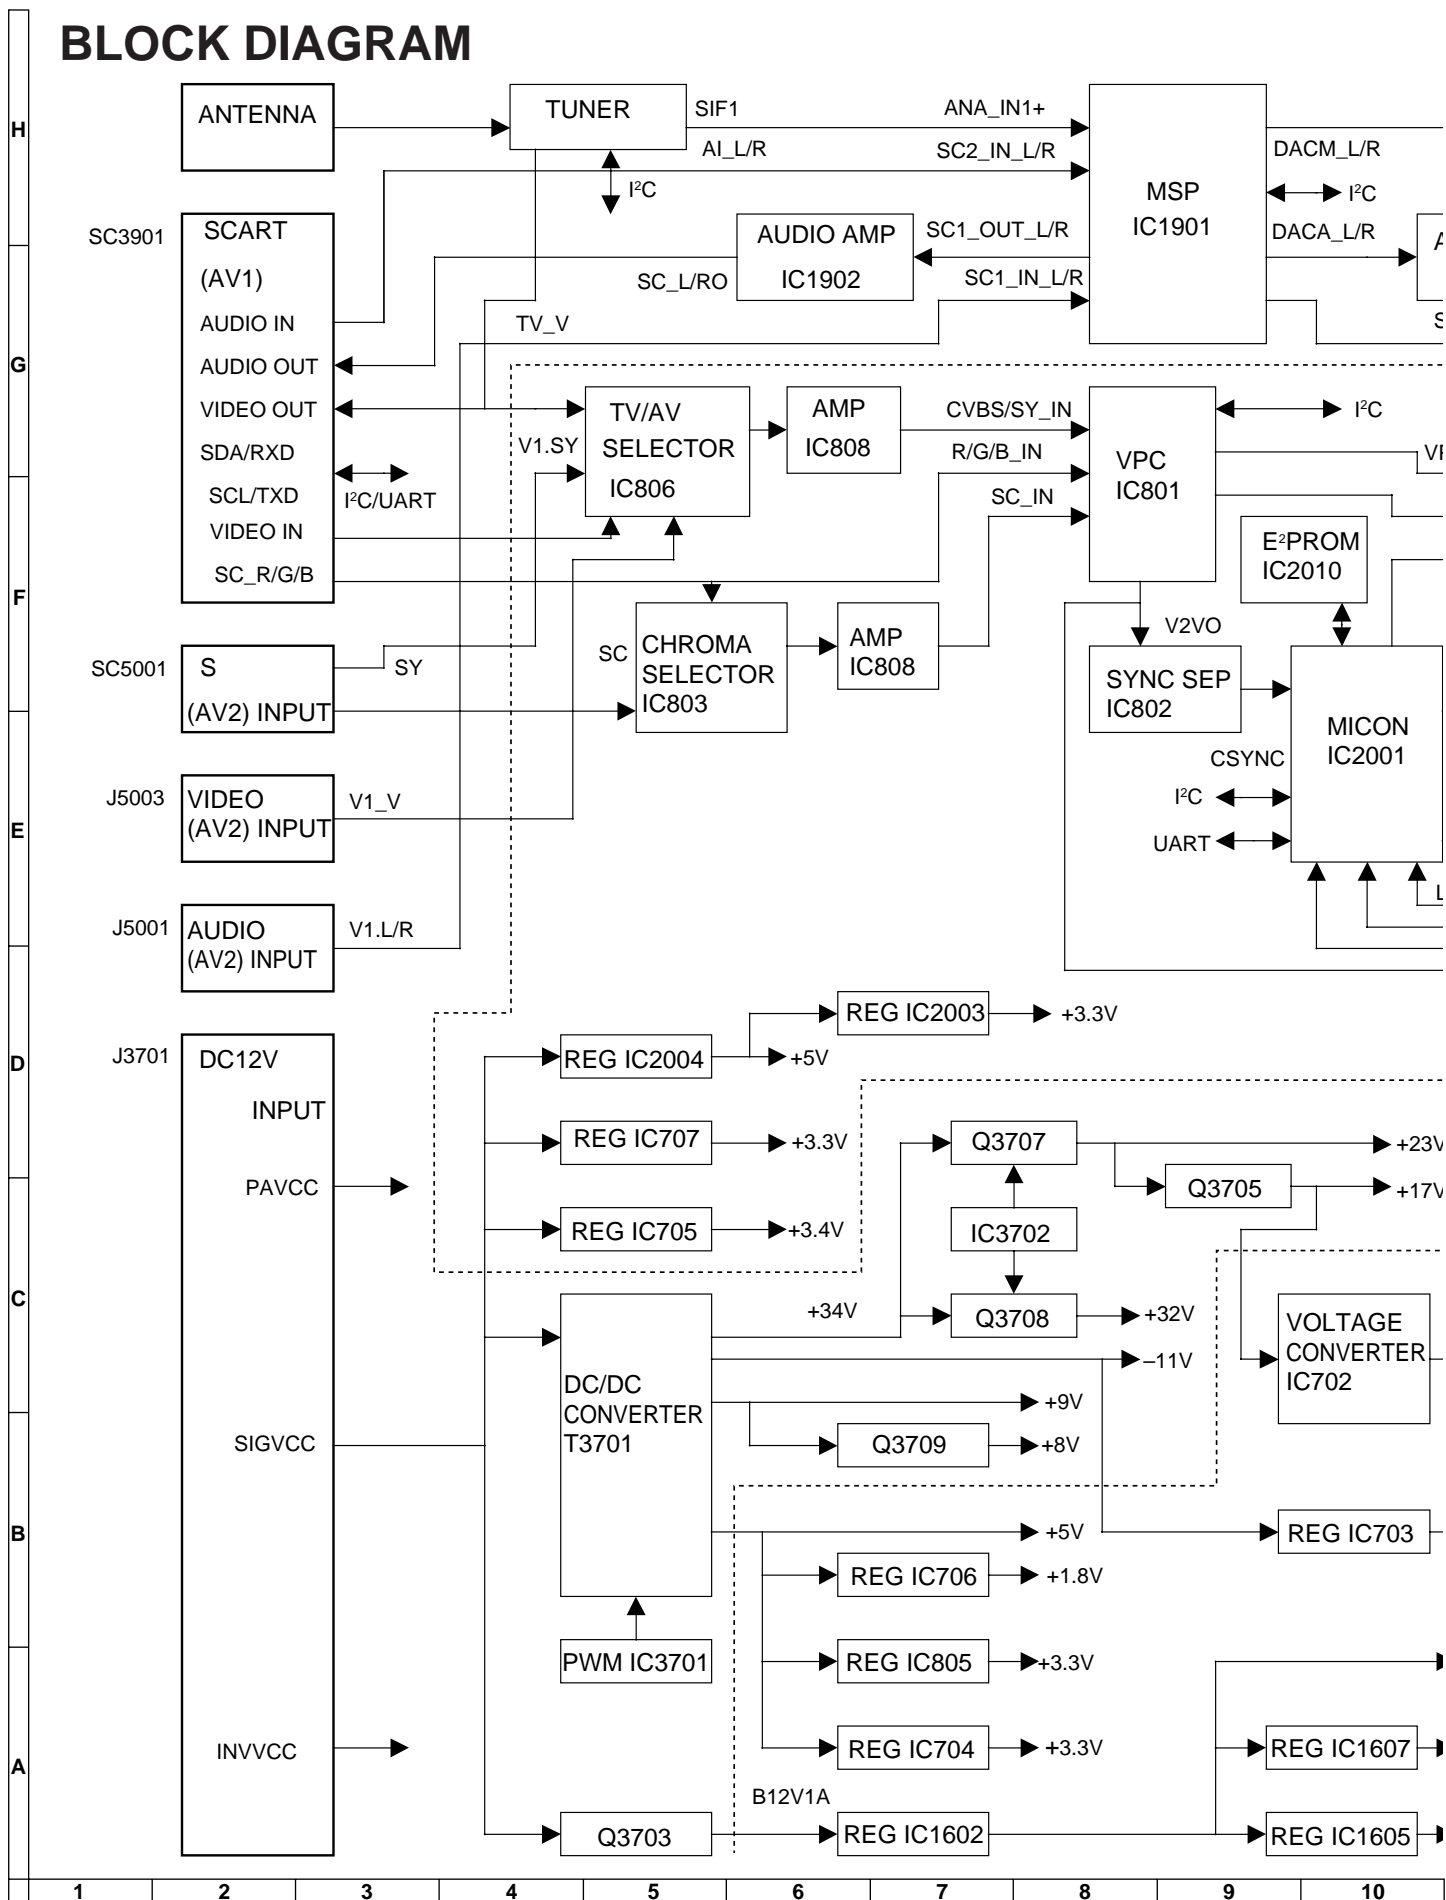 BLOCK DIAGRAM
H
ANTENNA
TUNER
SIF1
ANA_IN1+
AI_L/R
SC2_IN_L/R
I²C
MSP
IC1901
DACM_L/R
I²C
DACA_L/R
SC3901
SCART
(AV1)
AUDIO IN
AUDIO OUT
VIDEO OUT
SDA/RXD
SCL/TXD
VIDEO IN
SC_R/G/B
AUDIO AMP
IC1902
SC1_OUT_L/R
SC_L/RO
SC1_IN_L/R
TV_V
G
TV/AV
SELECTOR
IC806
V1.SY
AMP
IC808
CVBS/SY_IN
R/G/B_IN
SC_IN
VPC
IC801
I²C
I²C/UART
E²PROM
IC2010
F
V2VO
SC5001
S
(AV2) INPUT
SY
SC
CHROMA
SELECTOR
IC803
AMP
IC808
SYNC SEP
IC802
MICON
IC2001
CSYNC
I²C
UART
J5003
VIDEO
(AV2) INPUT
V1_V
E
J5001
AUDIO
(AV2) INPUT
V1.L/R
REG IC2003
+3.3V
J3701
DC12V
INPUT
D
REG IC2004
+5V
REG IC707
+3.3V
Q3707
+23V
PAVCC
Q3705
+17V
REG IC705
+3.4V
IC3702
C
+34V
Q3708
+32V
VOLTAGE
CONVERTER
IC702
–11V
DC/DC
CONVERTER
T3701
+9V
SIGVCC
Q3709
+8V
B
+5V
REG IC703
REG IC706
+1.8V
PWM IC3701
REG IC805
+3.3V
INVVCC
REG IC704
+3.3V
REG IC1607
A
B12V1A
Q3703
REG IC1602
REG IC1605
1 2 3 4 5 6 7 8 9 10